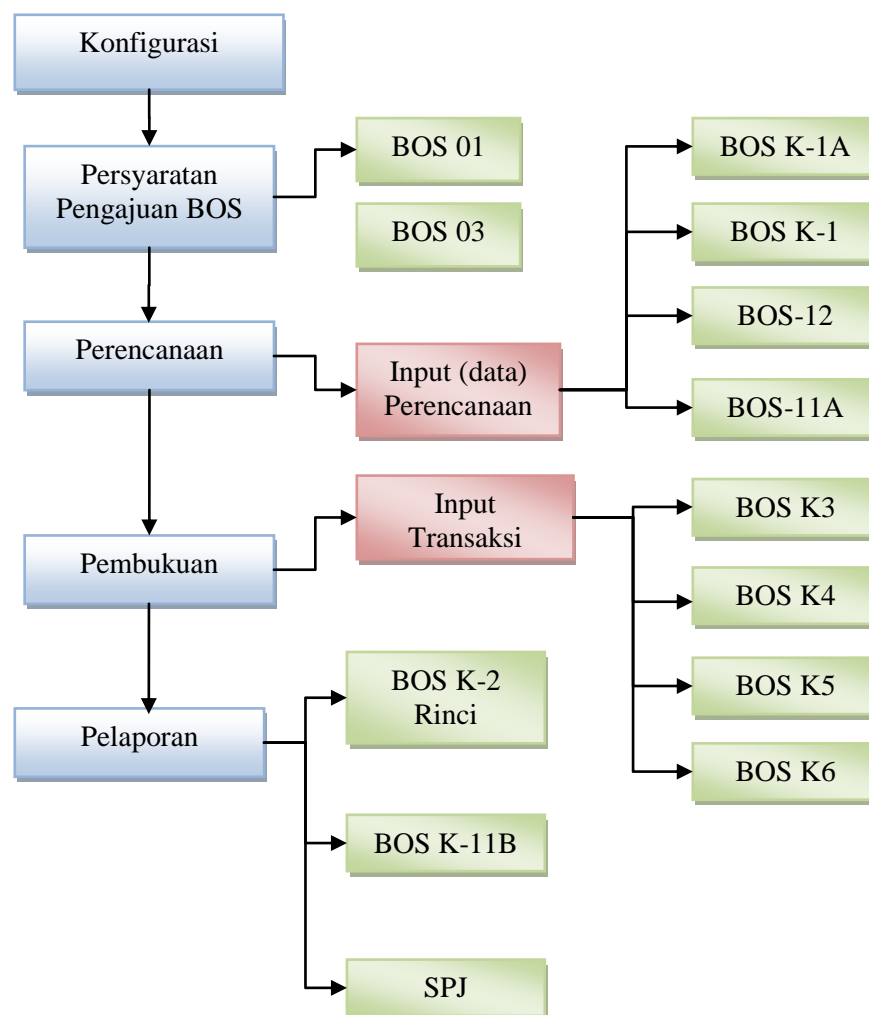 Konfigurasi
Persyaratan
Pengajuan BOS
BOS 01
BOS 03
BOS K-1A
BOS K-1
BOS-12
BOS-11A
Perencanaan
Input (data)
Perencanaan
Pembukuan
Input
Transaksi
BOS K3
BOS K4
BOS K5
BOS K6
Pelaporan
BOS K-2
Rinci
BOS K-11B
SPJ